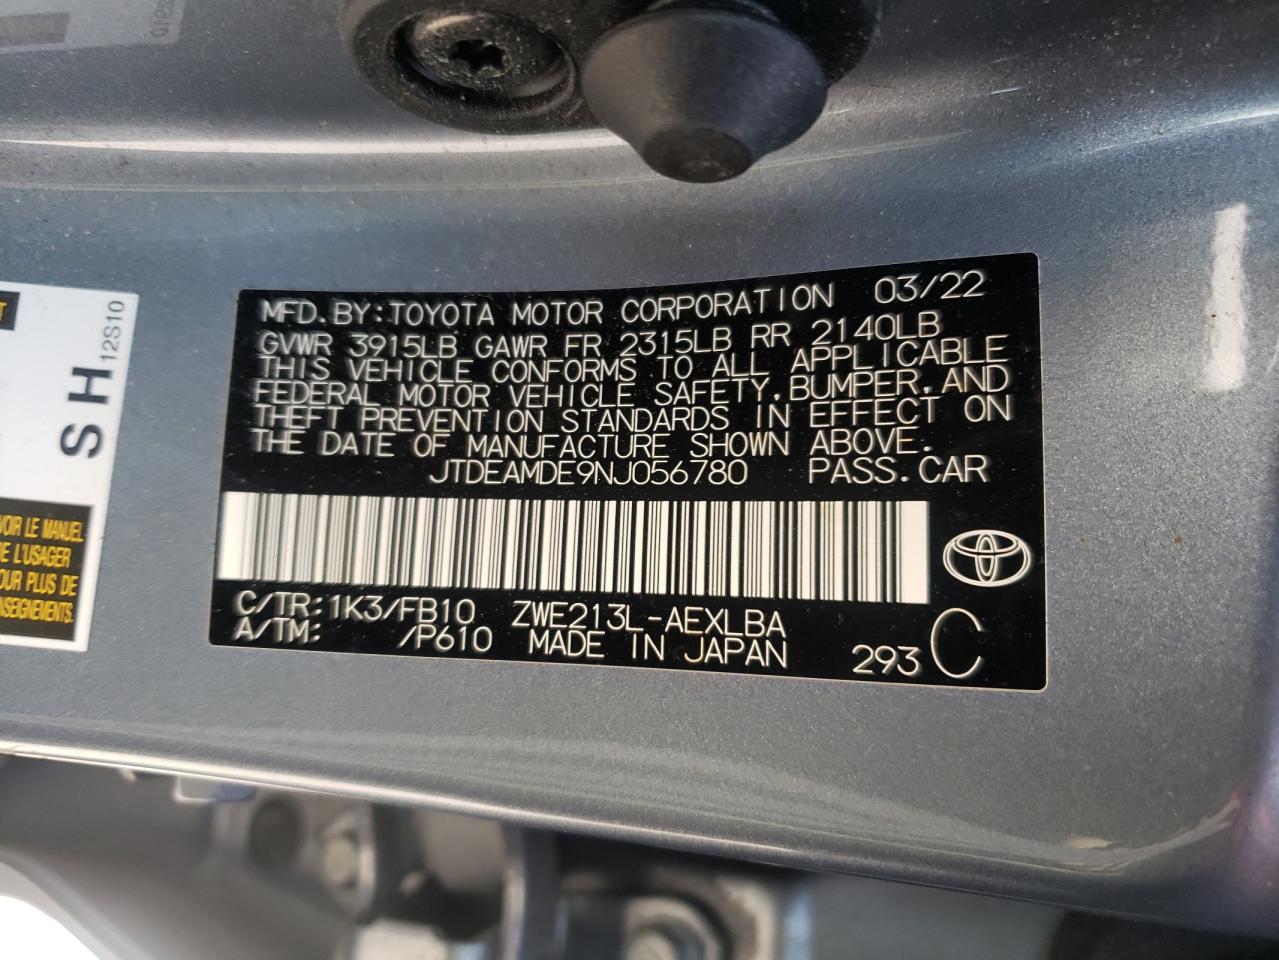 MFD. BY: TOYOTA MOTOR CORPORATION 03/22
GVWR 3915LB GAWR FR 2315LB RR 2140LB
THIS VEHICLE CONFORMS TO ALL APPLICABLE
FEDERAL MOTOR VEHICLE SAFETY, BUMPER, AND
THEFT PREVENTION STANDARDS IN EFFECT ON
THE DATE OF MANUFACTURE SHOWN ABOVE.
JTDEAMDE9NJ056780 PASS. CAR
C/TR: 1K3/FB10 ZWE213L-AEXLBA
A/TM: /P610 MADE IN JAPAN 293 C
SH 12S10
VOIR LE MANUEL
DE L'USAGER
POUR PLUS DE